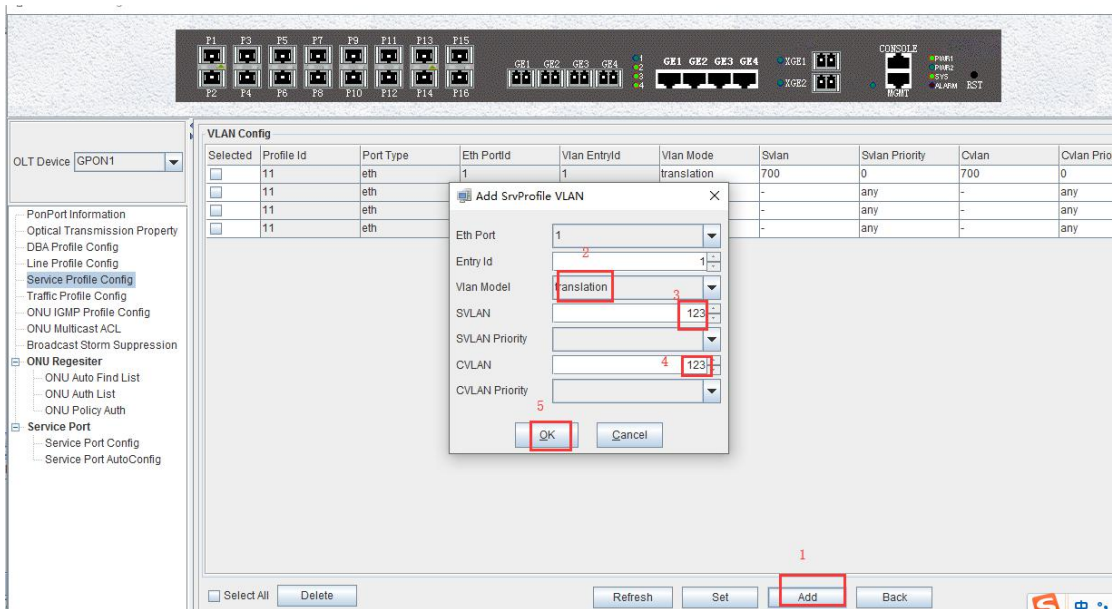 P1 P3 P5 P7 P9 P11 P13 P15
GE1 GE2 GE3 GE4
1
2
3
4
GE1 GE2 GE3 GE4
XGE1
XGE2
CONSOLE
MGMT
PWR1
PWR2
SYS
ALARM
RST
P2 P4 P6 P8 P10 P12 P14 P16
OLT Device GPON1
PonPort Information
Optical Transmission Property
DBA Profile Config
Line Profile Config
Service Profile Config
Traffic Profile Config
ONU IGMP Profile Config
ONU Multicast ACL
Broadcast Storm Suppression
ONU Regesiter
ONU Auto Find List
ONU Auth List
ONU Policy Auth
Service Port
Service Port Config
Service Port AutoConfig
VLAN Config
Selected Profile Id Port Type Eth PortId Vlan EntryId Vlan Mode Svlan Svlan Priority Cvlan Cvlan Prio
11 eth 1 1 translation 700 0 700 0
11 eth - any - any
11 eth - any - any
11 eth - any - any
Add SrvProfile VLAN
Eth Port 1
2
Entry Id 1
Vlan Model translation
3
SVLAN 123
SVLAN Priority
CVLAN 4 123
CVLAN Priority
5
OK Cancel
1
Select All Delete Refresh Set Add Back
S 中